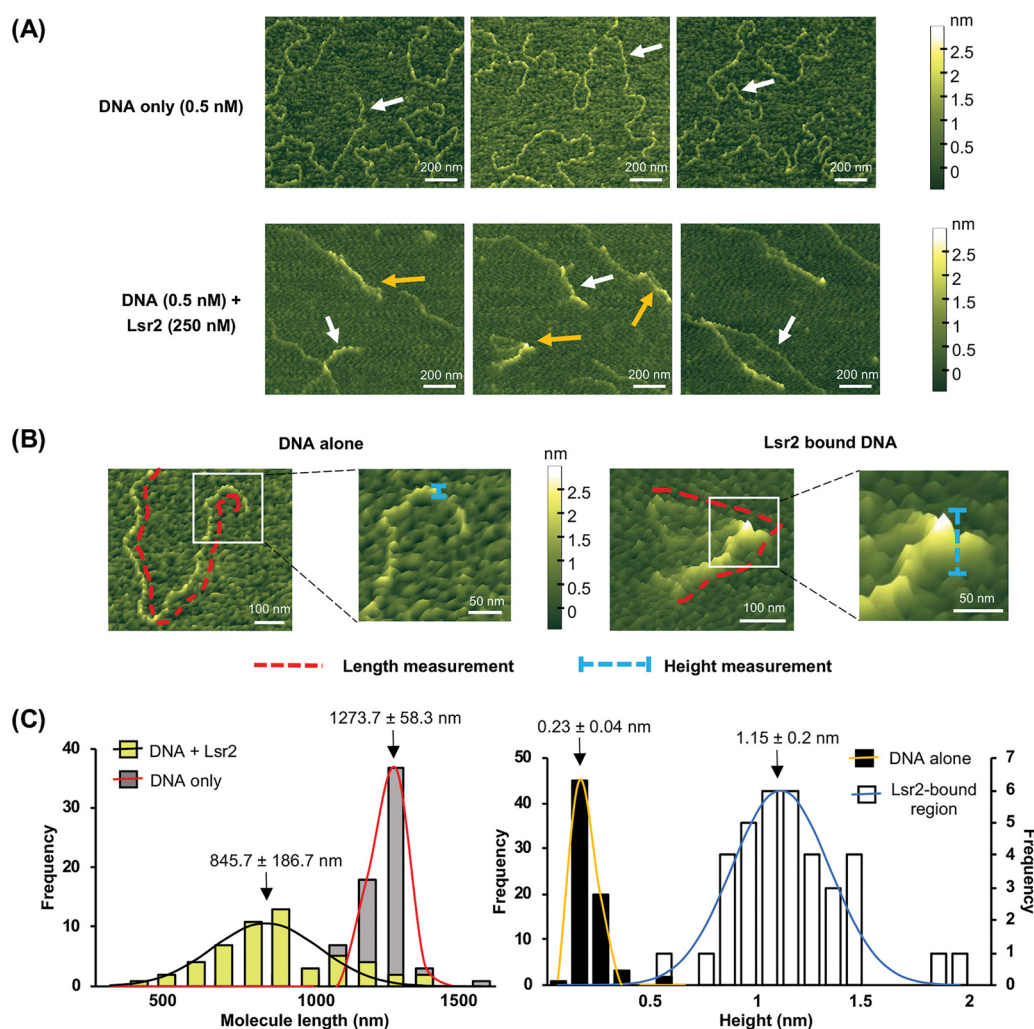 (A)
DNA only (0.5 nM)
200 nm
200 nm
200 nm
nm
2.5
2
1.5
1
0.5
0
DNA (0.5 nM) +
Lsr2 (250 nM)
200 nm
200 nm
200 nm
nm
2.5
2
1.5
1
0.5
0
(B)
DNA alone
Lsr2 bound DNA
100 nm
50 nm
nm
2.5
2
1.5
1
0.5
0
100 nm
50 nm
Length measurement
Height measurement
(C)
1273.7 ± 58.3 nm
DNA + Lsr2
DNA only
845.7 ± 186.7 nm
Frequency
40
30
20
10
0
500
1000
1500
Molecule length (nm)
0.23 ± 0.04 nm
1.15 ± 0.2 nm
DNA alone
Lsr2-bound
region
Frequency
50
40
30
20
10
0
7
6
5
4
3
2
1
0
Frequency
0.5
1
1.5
2
Height (nm)